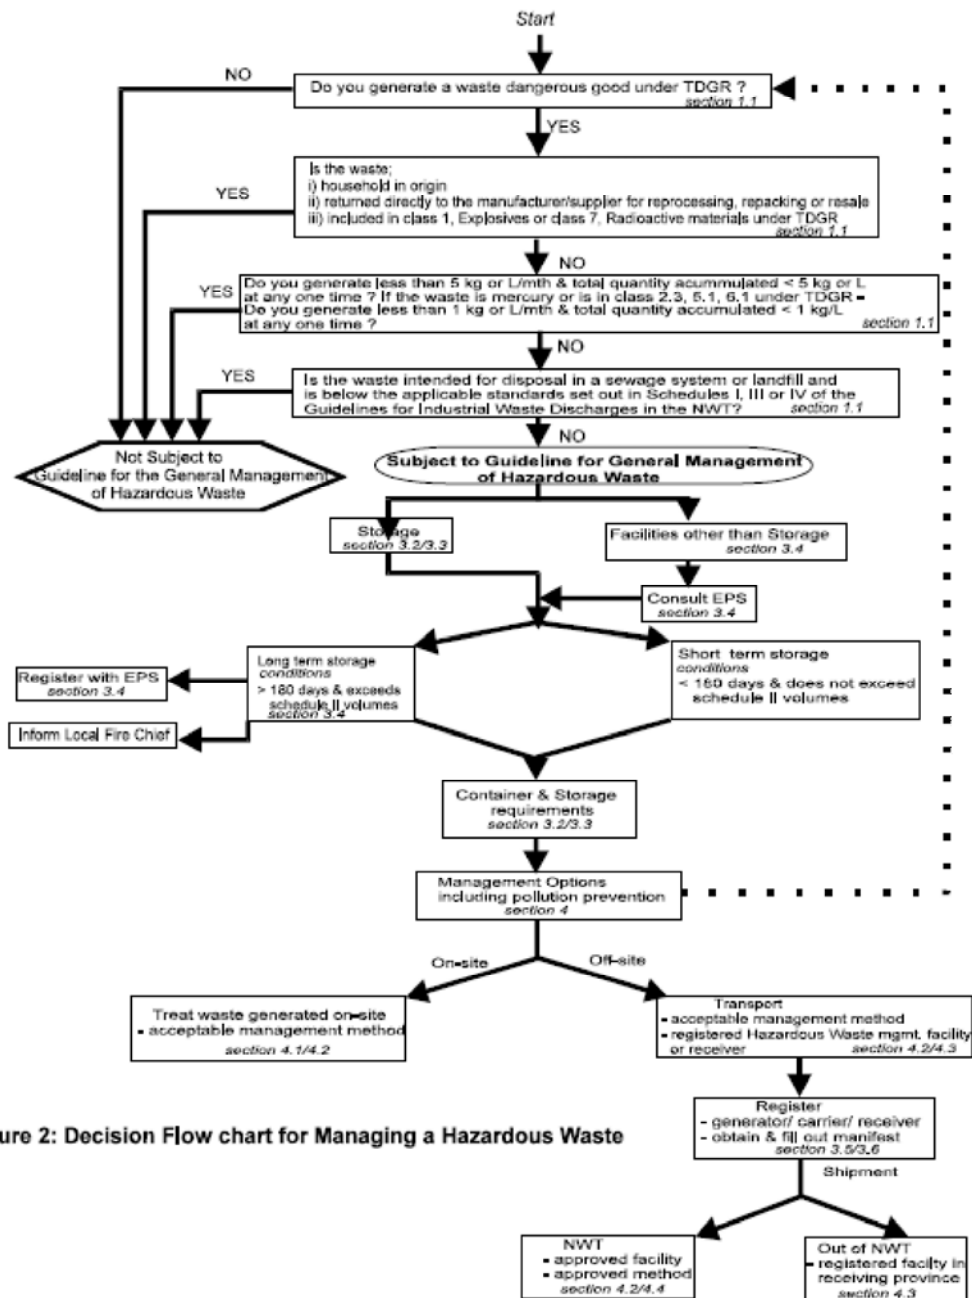 Start
NO
Do you generate a waste dangerous good under TDGR ?
section 1.1
YES
Is the waste;
i) household in origin
ii) returned directly to the manufacturer/supplier for reprocessing, repacking or resale
iii) included in class 1, Explosives or class 7, Radioactive materials under TDGR
section 1.1
YES
NO
Do you generate less than 5 kg or L/mth & total quantity acummulated < 5 kg or L
at any one time ? If the waste is mercury or is in class 2.3, 5.1, 6.1 under TDGR -
Do you generate less than 1 kg or L/mth & total quantity accumulated < 1 kg/L
at any one time ?
section 1.1
YES
NO
YES
Is the waste intended for disposal in a sewage system or landfill and
is below the applicable standards set out in Schedules I, III or IV of the
Guidelines for Industrial Waste Discharges in the NWT?
section 1.1
NO
Not Subject to
Guideline for the General Management
of Hazardous Waste
Subject to Guideline for General Management
of Hazardous Waste
Storage
section 3.2/3.3
Facilities other than Storage
section 3.4
Consult EPS
section 3.4
Long term storage
conditions
> 180 days & exceeds
schedule II volumes
section 3.4
Short term storage
conditions
< 180 days & does not exceed
schedule II volumes
Register with EPS
section 3.4
Inform Local Fire Chief
Container & Storage
requirements
section 3.2/3.3
Management Options
including pollution prevention
section 4
On-site
Off-site
Treat waste generated on-site
- acceptable management method
section 4.1/4.2
Transport
- acceptable management method
- registered Hazardous Waste mgmt. facility
or receiver
section 4.2/4.3
Register
- generator/ carrier/ receiver
- obtain & fill out manifest
section 3.5/3.6
ure 2: Decision Flow chart for Managing a Hazardous Waste
Shipment
NWT
- approved facility
- approved method
section 4.2/4.4
Out of NWT
- registered facilty in
receiving province
section 4.3